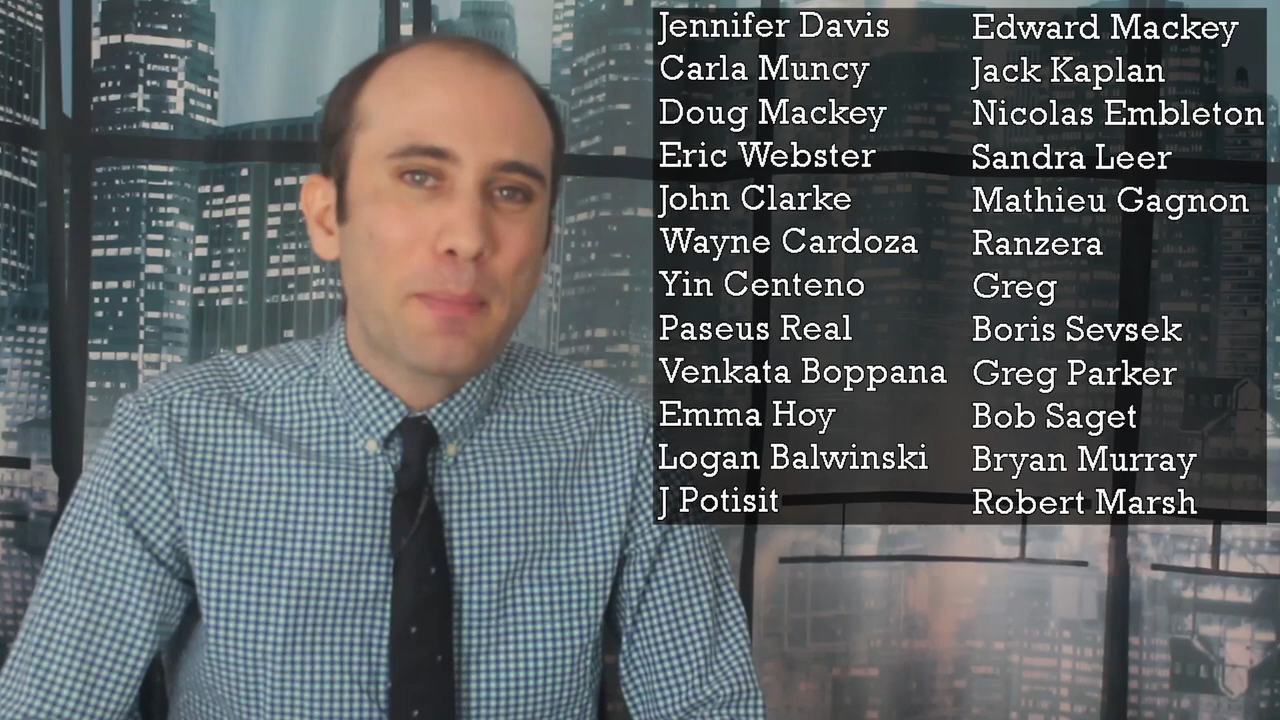 Jennifer Davis
Carla Muncy
Doug Mackey
Eric Webster
John Clarke
Wayne Cardoza
Yin Centeno
Paseus Real
Venkata Boppana
Emma Hoy
Logan Balwinski
J Potisit
Edward Mackey
Jack Kaplan
Nicolas Embleton
Sandra Leer
Mathieu Gagnon
Ranzera
Greg
Boris Sevsek
Greg Parker
Bob Saget
Bryan Murray
Robert Marsh